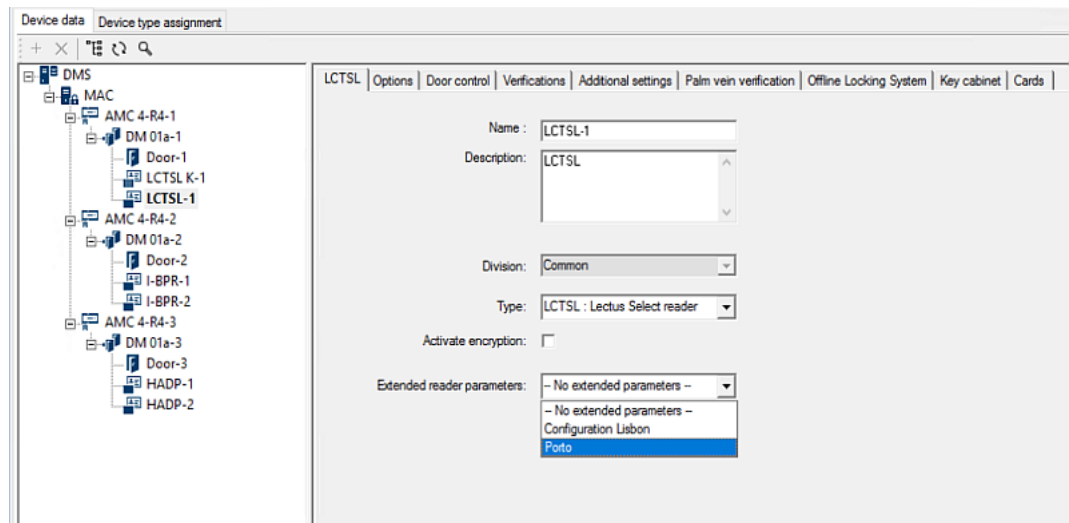 Device data Device type assignment
DMS
MAC
AMC 4-R4-1
DM 01a-1
Door-1
LCTSL K-1
LCTSL-1
AMC 4-R4-2
DM 01a-2
Door-2
I-BPR-1
I-BPR-2
AMC 4-R4-3
DM 01a-3
Door-3
HADP-1
HADP-2
LCTSL Options Door control Verifications Additional settings Palm vein verification Offline Locking System Key cabinet Cards
Name : LCTSL-1
Description: LCTSL
Division: Common
Type: LCTSL : Lectus Select reader
Activate encryption:
Extended reader parameters: -- No extended parameters --
-- No extended parameters --
Configuration Lisbon
Porto